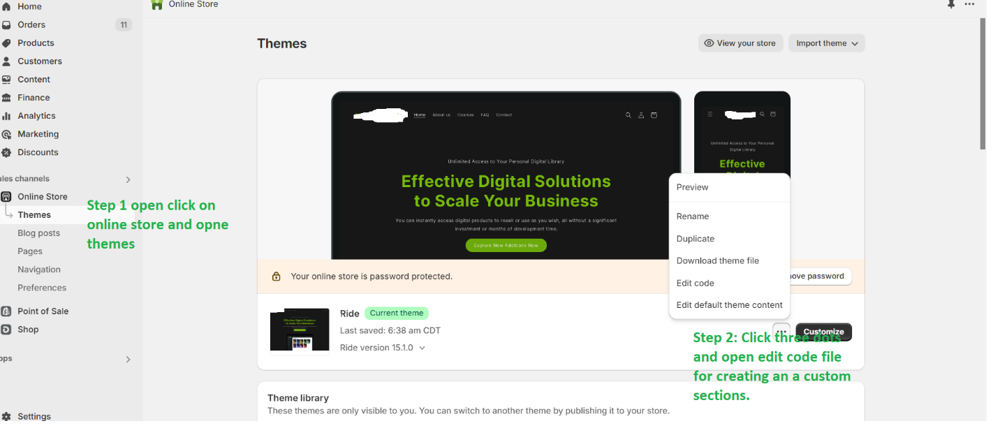 Home
Orders 11
Products
Customers
Content
Finance
Analytics
Marketing
Discounts
ales channels
Online Store
Themes
Blog posts
Pages
Navigation
Preferences
Point of Sale
Shop
pps
Settings
Step 1 open click on
online store and opne
themes
Online Store
Themes
View your store
Import theme
Home About us Courses FAQ Contact
Unlimited Access to Your Personal Digital Library
Effective Digital Solutions
to Scale Your Business
You can instantly access digital products to resell or use as you wish, all without a significant
investment or months of development time.
Explore New Additions Now
Unlimited Access to Your Personal
Digital Library
Effective
Preview
Rename
Duplicate
Download theme file
Edit code
Edit default theme content
Your online store is password protected.
ove password
Ride Current theme
Last saved: 6:38 am CDT
Ride version 15.1.0
Customize
Step 2: Click three dots
and open edit code file
for creating an a custom
sections.
Theme library
These themes are only visible to you. You can switch to another theme by publishing it to your store.